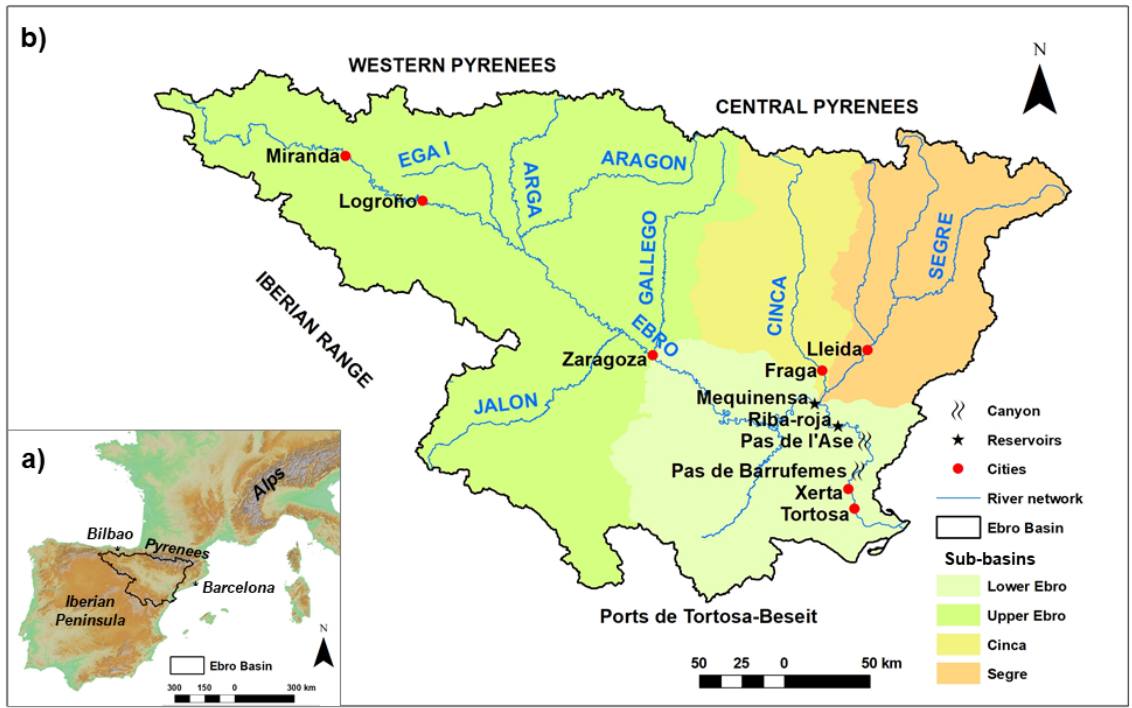 b)
WESTERN PYRENEES
CENTRAL PYRENEES
N
Miranda
EGA I
ARGA
ARAGON
Logroño
GALLEGO
SEGRE
CINCA
IBERIAN RANGE
EBRO
Zaragoza
Lleida
Fraga
JALON
Mequinensa
Riba-roja
Pas de l'Ase
Pas de Barrufemes
Xerta
Tortosa
Ports de Tortosa-Beseit
Canyon
Reservoirs
Cities
River network
Ebro Basin
Sub-basins
Lower Ebro
Upper Ebro
Cinca
Segre
50 25 0 50 km
a)
Alps
Bilbao
Pyrenees
Barcelona
Iberian
Peninsula
N
Ebro Basin
300 150 0 300 km